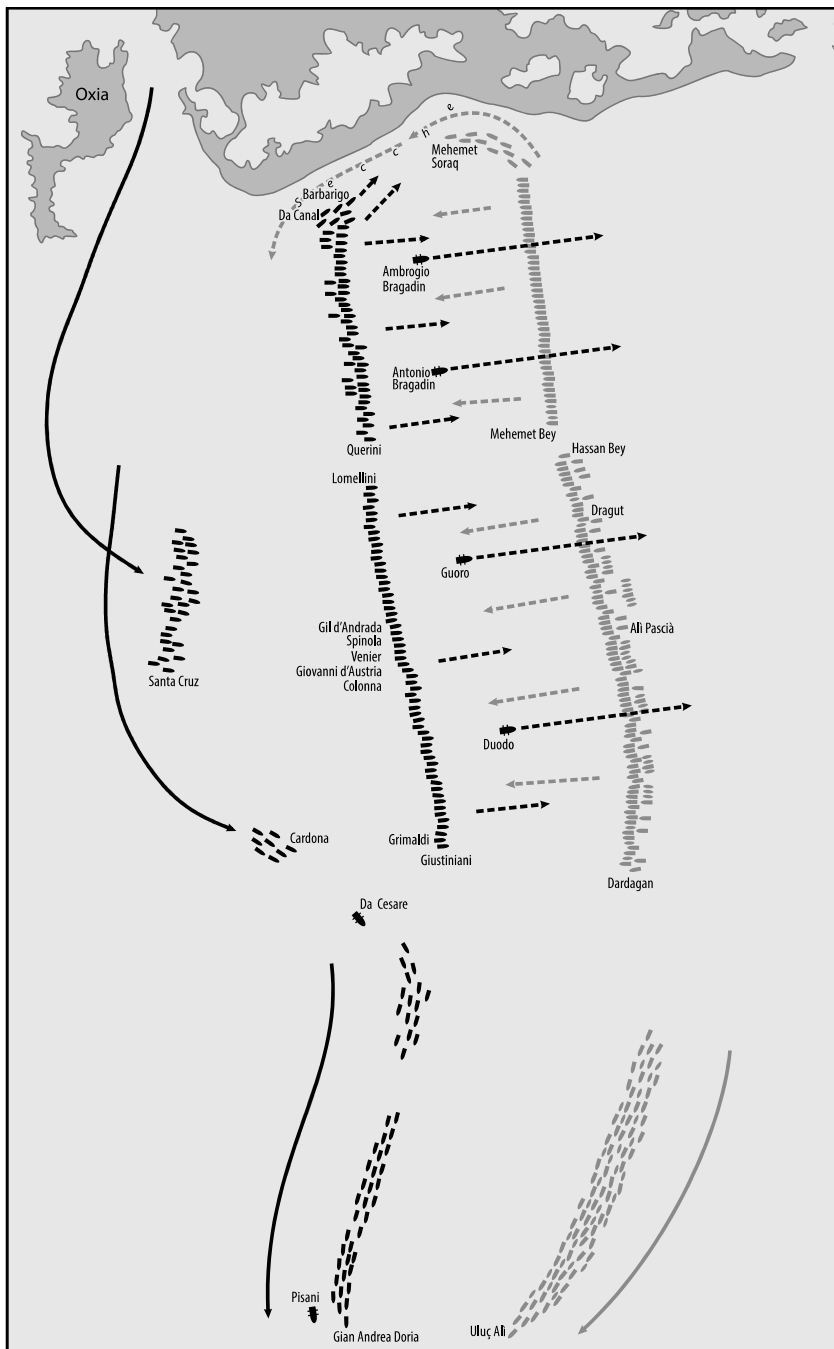 Oxia
Secche
Mehemet
Soraq
Barbarigo
Da Canal
Ambrogio
Bragadin
Antonio
Bragadin
Querini
Mehemet Bey
Hassan Bey
Lomellini
Dragut
Guoro
Gil d'Andrada
Spinola
Venier
Giovanni d'Austria
Colonna
Alì Pascià
Santa Cruz
Duodo
Cardona
Grimaldi
Giustiniani
Dardagan
Da Cesare
Pisani
Gian Andrea Doria
Uluç Alì